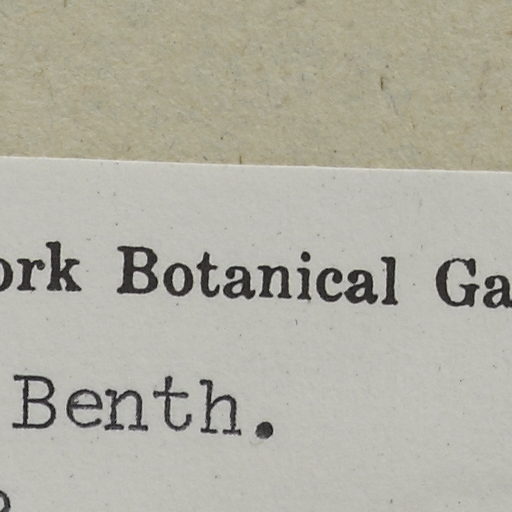 ork Botanical Ga
Benth.